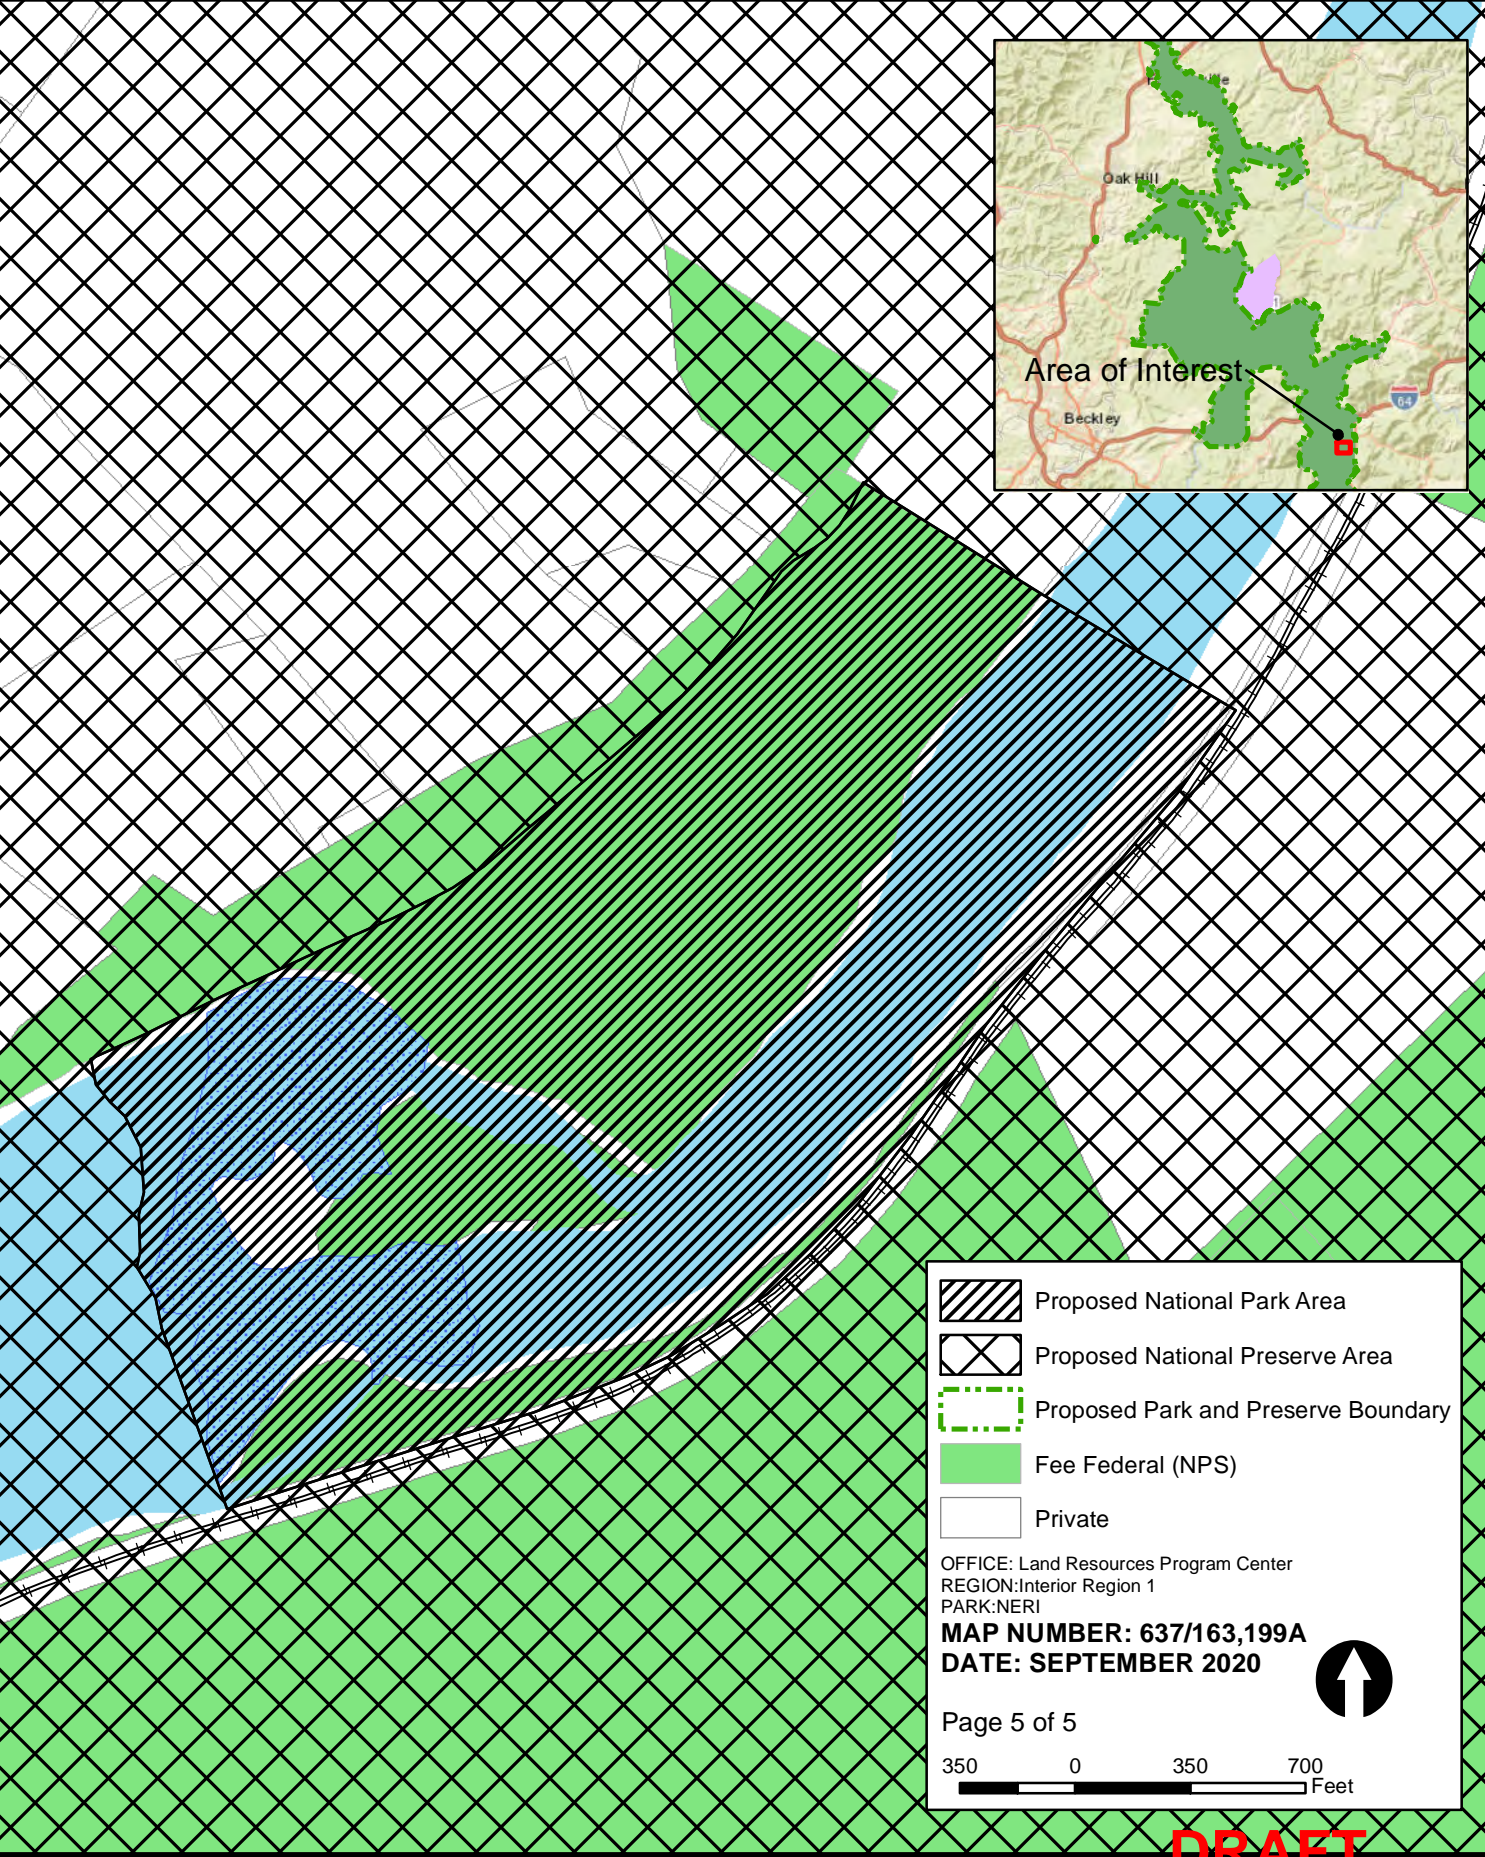 Oak Hill
Area of Interest
64
Beckley
Proposed National Park Area
Proposed National Preserve Area
Proposed Park and Preserve Boundary
Fee Federal (NPS)
Private
OFFICE: Land Resources Program Center
REGION:Interior Region 1
PARK:NERI
MAP NUMBER: 637/163,199A
DATE: SEPTEMBER 2020
Page 5 of 5
350 0 350 700
Feet
DRAFT